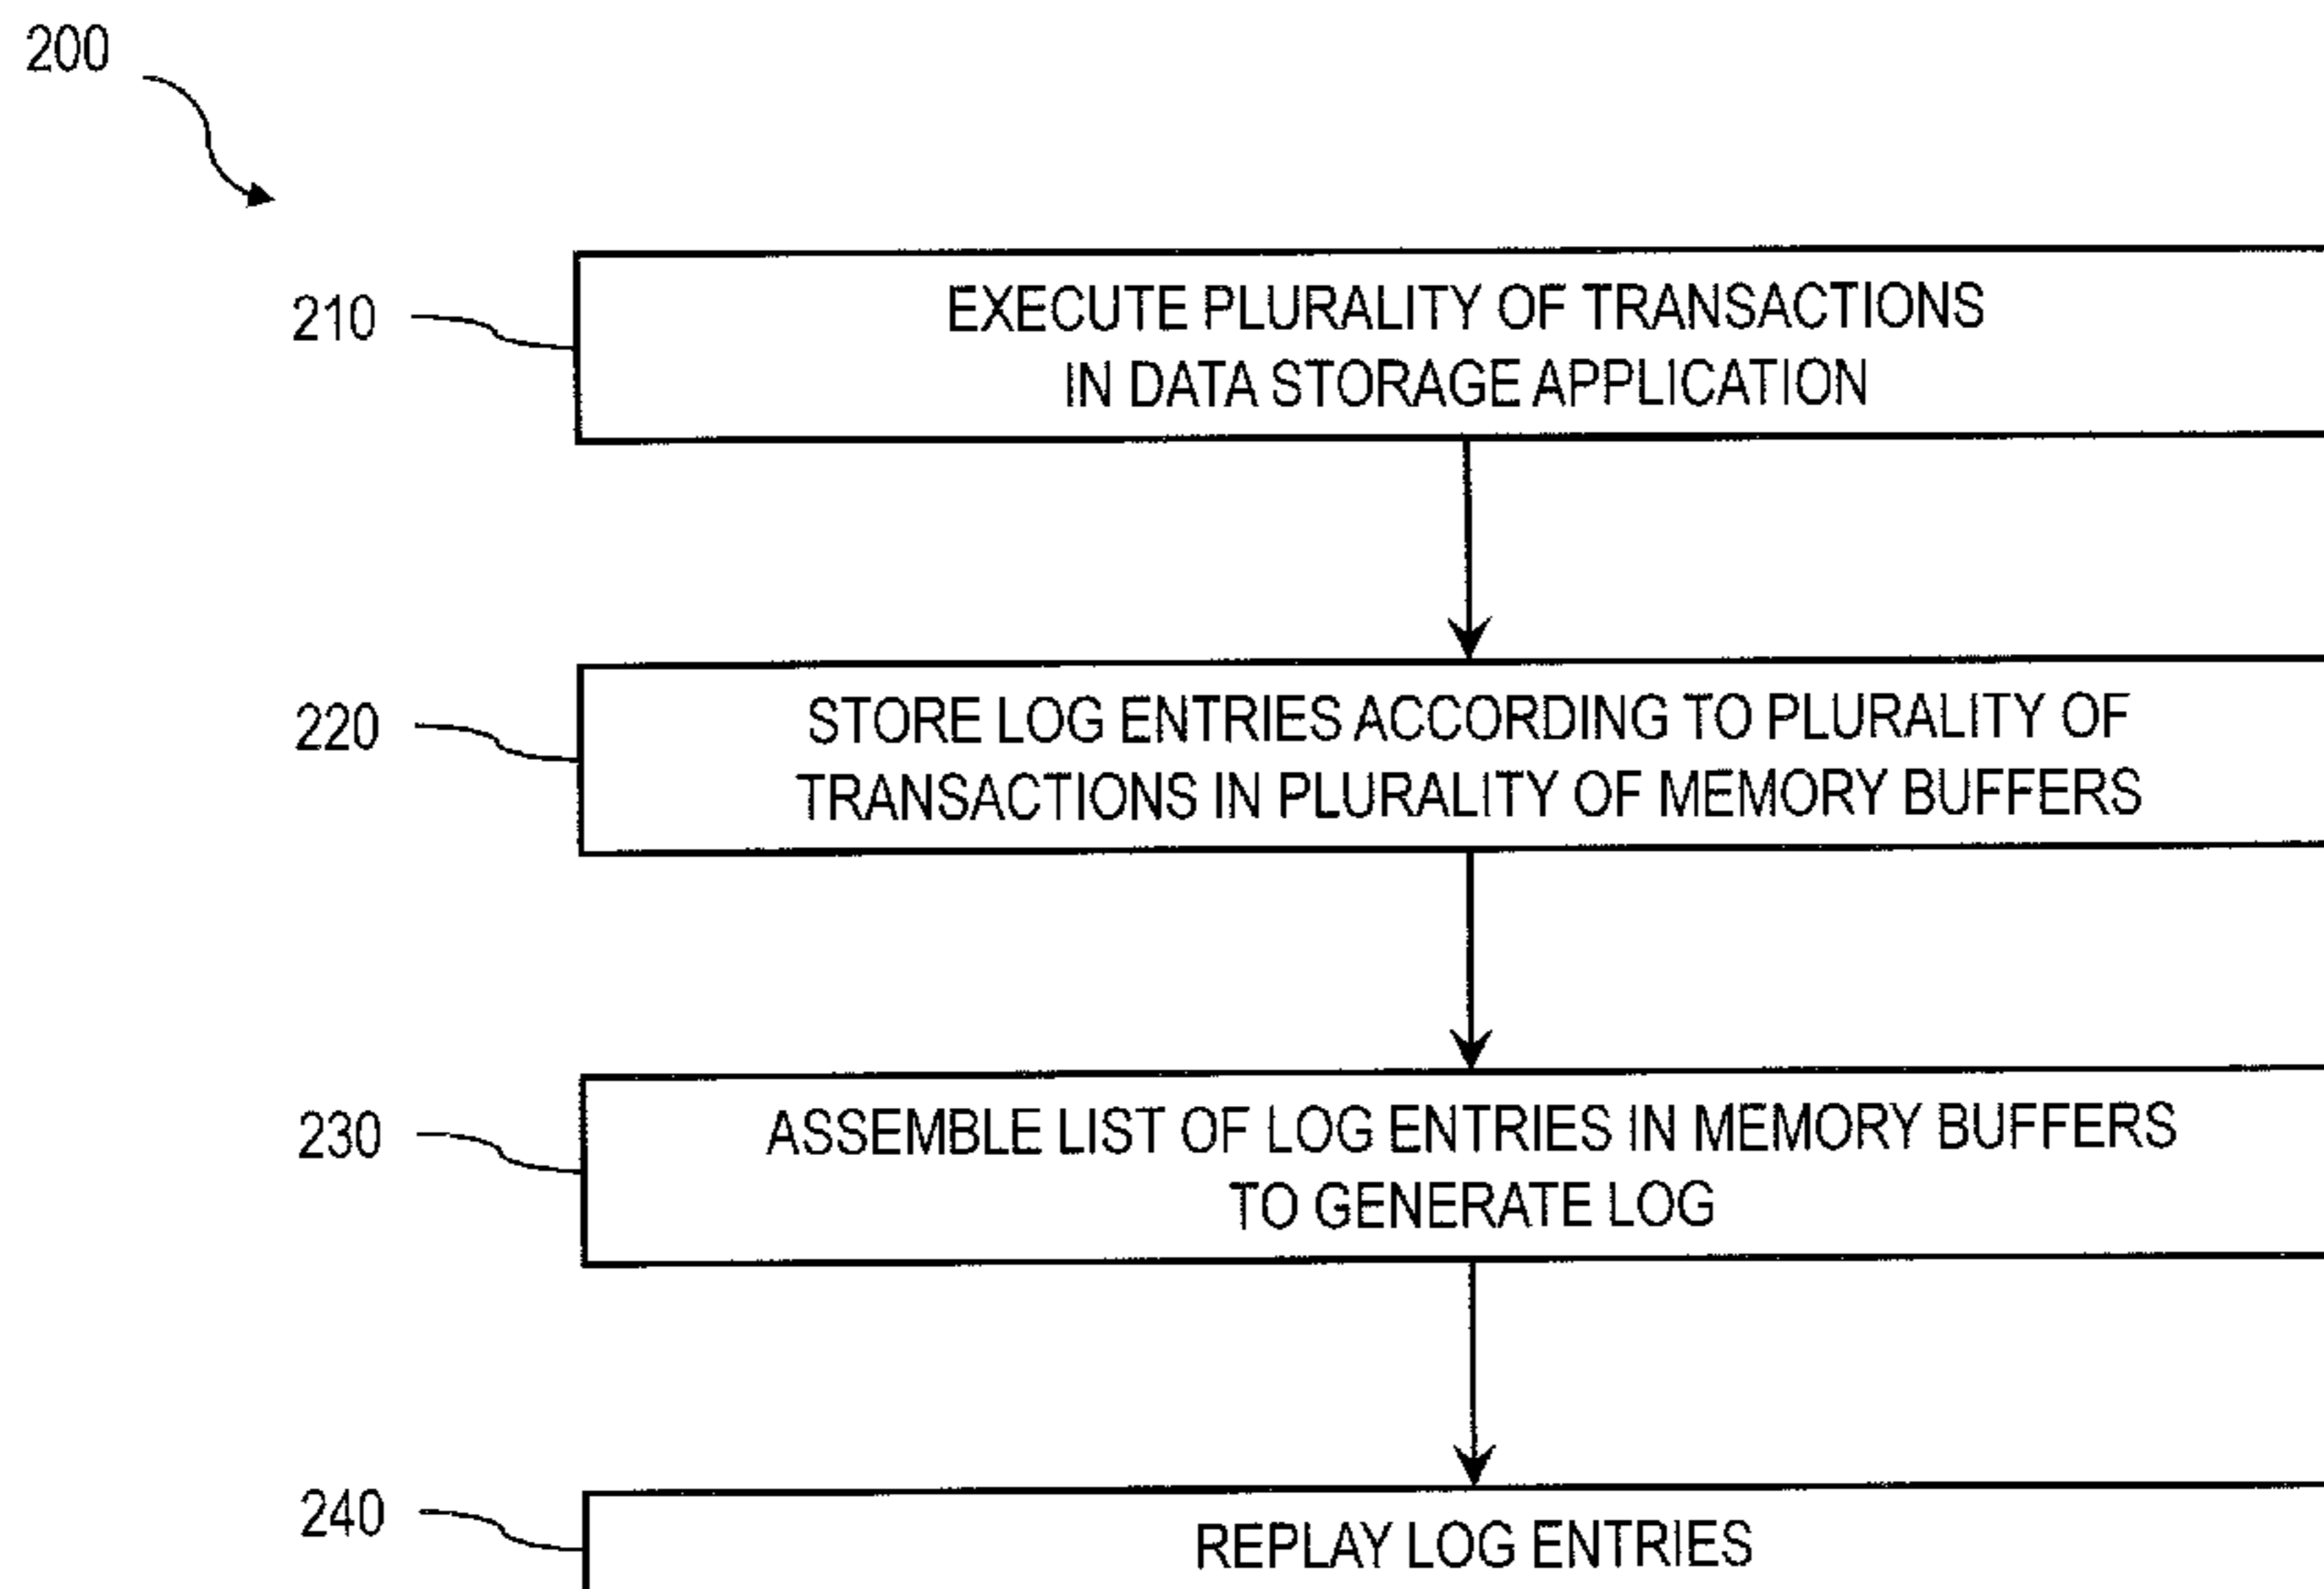 200
210
EXECUTE PLURALITY OF TRANSACTIONS
IN DATA STORAGE APPLICATION
220
STORE LOG ENTRIES ACCORDING TO PLURALITY OF
TRANSACTIONS IN PLURALITY OF MEMORY BUFFERS
230
ASSEMBLE LIST OF LOG ENTRIES IN MEMORY BUFFERS
TO GENERATE LOG
240
REPLAY LOG ENTRIES